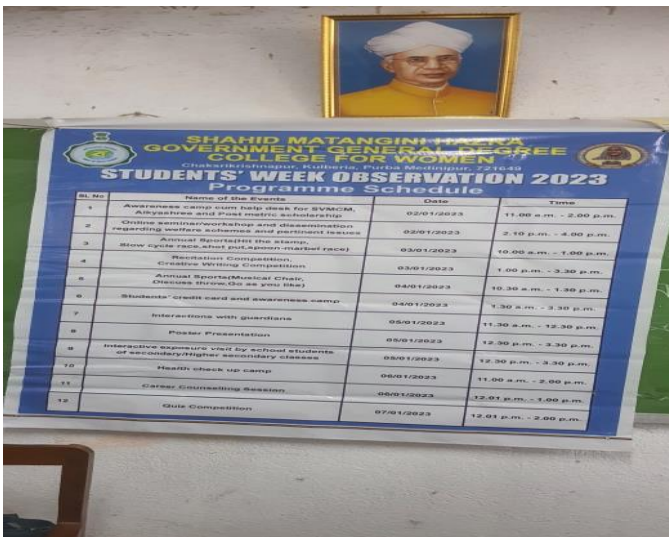 SHAHID MATANGINI HAZRA
GOVERNMENT GENERAL DEGREE
COLLEGE FOR WOMEN
Chaksrikrishnapur, Kulberia, Purba Medinipur, 721649
STUDENTS' WEEK OBSERVATION 2023
Programme Schedule
SL No Name of the Events Date Time
1 Awareness camp cum help desk for SVMCM,
Aikyashree and Post metric scholarship 02/01/2023 11.00 a.m. - 2.00 p.m.
2 Online seminar/workshop and dissemination
regarding welfare schemes and pertinent issues 02/01/2023 2.10 p.m. - 4.00 p.m.
3 Annual Sports(Hit the stamp,
Slow cycle race,shot put,spoon-marbel race) 03/01/2023 10.00 a.m. - 1.00 p.m.
4 Recitation Competition,
Creative Writing Competition 03/01/2023 1.00 p.m. - 3.30 p.m.
5 Annual Sports(Musical Chair,
Discuss throw,Go as you like) 04/01/2023 10.30 a.m. - 1.30 p.m.
6 Students' credit card and awareness camp 04/01/2023 1.30 a.m. - 3.30 p.m.
7 Interactions with guardians 05/01/2023 11.30 a.m. - 12.30 p.m.
8 Poster Presentation 05/01/2023 12.30 p.m. - 3.30 p.m.
9 Interactive exposure visit by school students
of secondary/Higher secondary classes 05/01/2023 12.30 p.m. - 3.30 p.m.
10 Health check up camp 06/01/2023 11.00 a.m. - 2.00 p.m.
11 Career Counselling Session 06/01/2023 12.01 p.m. - 1.00 p.m.
12 Quiz Competition 07/01/2023 12.01 p.m. - 2.00 p.m.